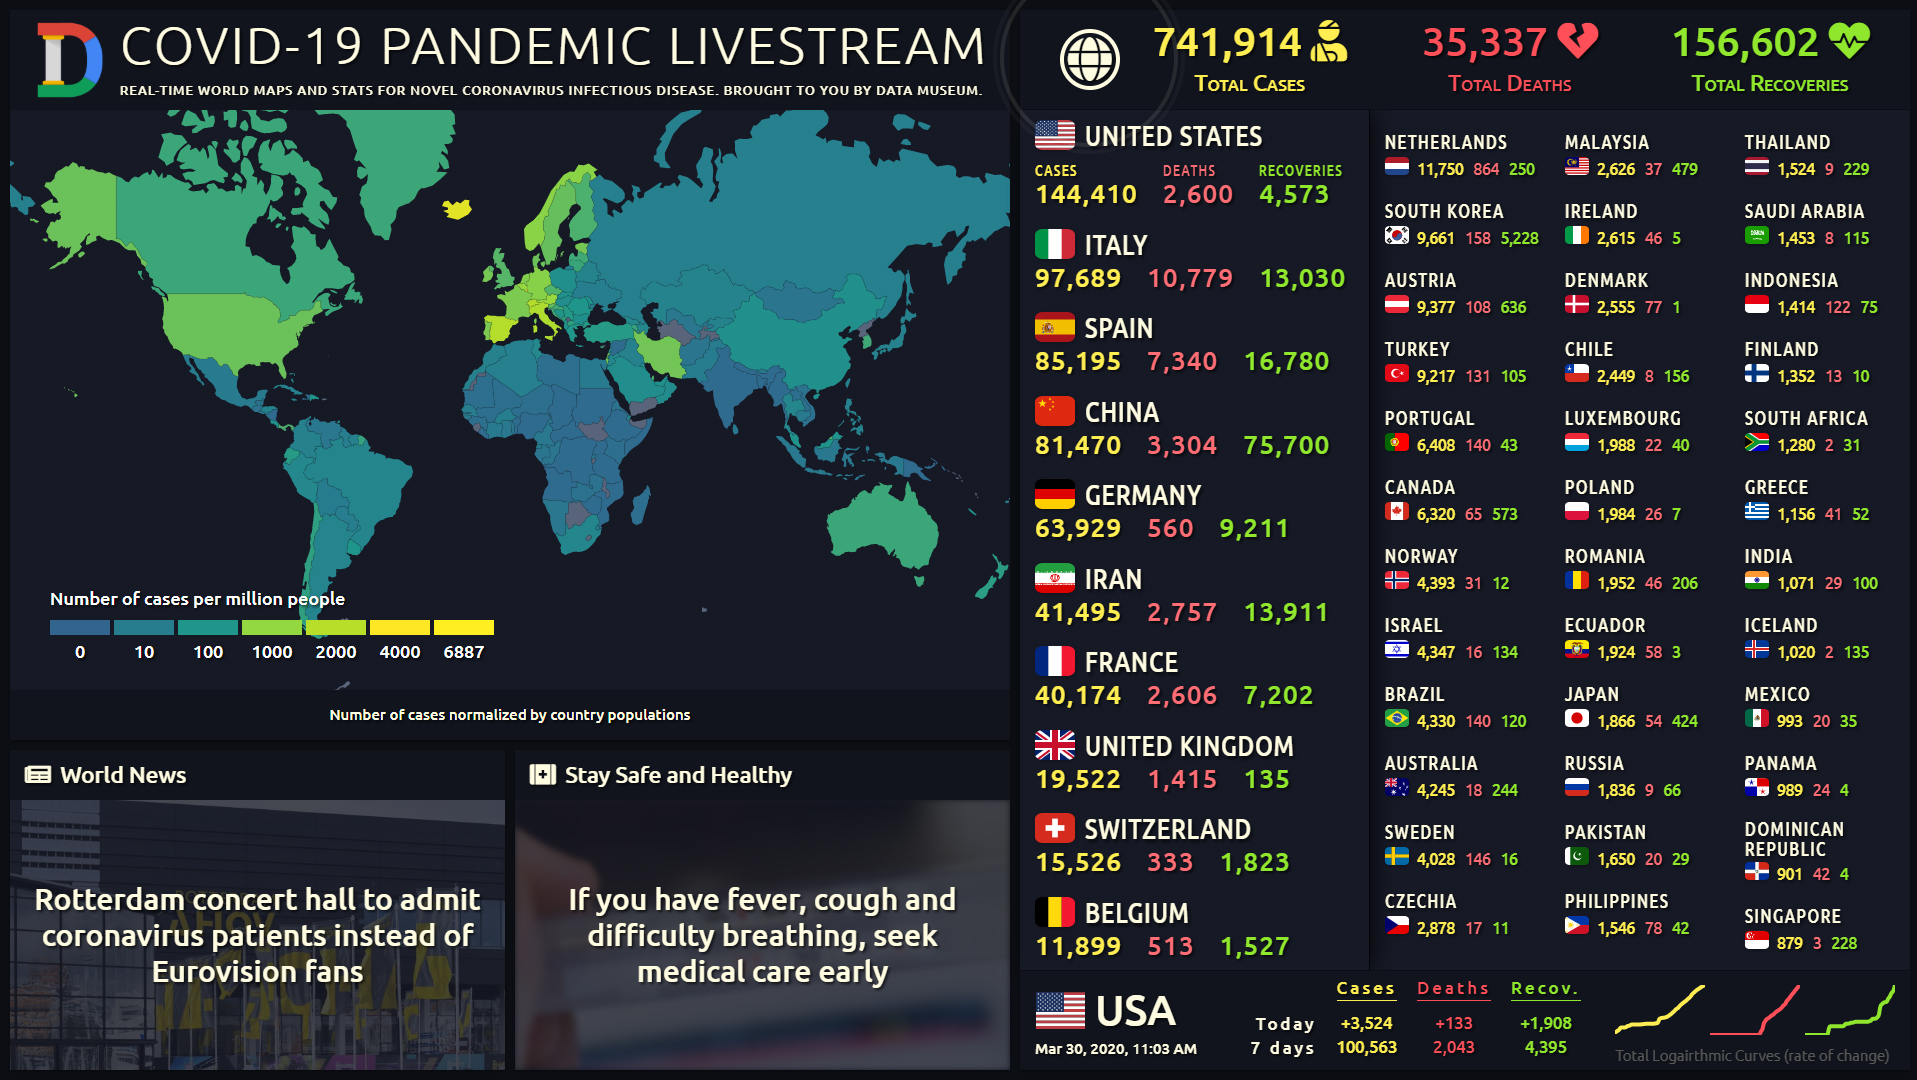 COVID-19 PANDEMIC LIVESTREAM
REAL-TIME WORLD MAPS AND STATS FOR NOVEL CORONAVIRUS INFECTIOUS DISEASE. BROUGHT TO YOU BY DATA MUSEUM.
741,914
Total Cases
35,337
Total Deaths
156,602
Total Recoveries
Number of cases per million people
0 10 100 1000 2000 4000 6887
Number of cases normalized by country populations
World News
Rotterdam concert hall to admit
coronavirus patients instead of
Eurovision fans
Stay Safe and Healthy
If you have fever, cough and
difficulty breathing, seek
medical care early
UNITED STATES
CASES DEATHS RECOVERIES
144,410 2,600 4,573
ITALY
97,689 10,779 13,030
SPAIN
85,195 7,340 16,780
CHINA
81,470 3,304 75,700
GERMANY
63,929 560 9,211
IRAN
41,495 2,757 13,911
FRANCE
40,174 2,606 7,202
UNITED KINGDOM
19,522 1,415 135
SWITZERLAND
15,526 333 1,823
BELGIUM
11,899 513 1,527
NETHERLANDS
11,750 864 250
SOUTH KOREA
9,661 158 5,228
AUSTRIA
9,377 108 636
TURKEY
9,217 131 105
PORTUGAL
6,408 140 43
CANADA
6,320 65 573
NORWAY
4,393 31 12
ISRAEL
4,347 16 134
BRAZIL
4,330 140 120
AUSTRALIA
4,245 18 244
SWEDEN
4,028 146 16
CZECHIA
2,878 17 11
MALAYSIA
2,626 37 479
IRELAND
2,615 46 5
DENMARK
2,555 77 1
CHILE
2,449 8 156
LUXEMBOURG
1,988 22 40
POLAND
1,984 26 7
ROMANIA
1,952 46 206
ECUADOR
1,924 58 3
JAPAN
1,866 54 424
RUSSIA
1,836 9 66
PAKISTAN
1,650 20 29
PHILIPPINES
1,546 78 42
THAILAND
1,524 9 229
SAUDI ARABIA
1,453 8 115
INDONESIA
1,414 122 75
FINLAND
1,352 13 10
SOUTH AFRICA
1,280 2 31
GREECE
1,156 41 52
INDIA
1,071 29 100
ICELAND
1,020 2 135
MEXICO
993 20 35
PANAMA
989 24 4
DOMINICAN
REPUBLIC
901 42 4
SINGAPORE
879 3 228
USA
Mar 30, 2020, 11:03 AM
Cases Deaths Recov.
Today +3,524 +133 +1,908
7 days 100,563 2,043 4,395
Total Logairthmic Curves (rate of change)